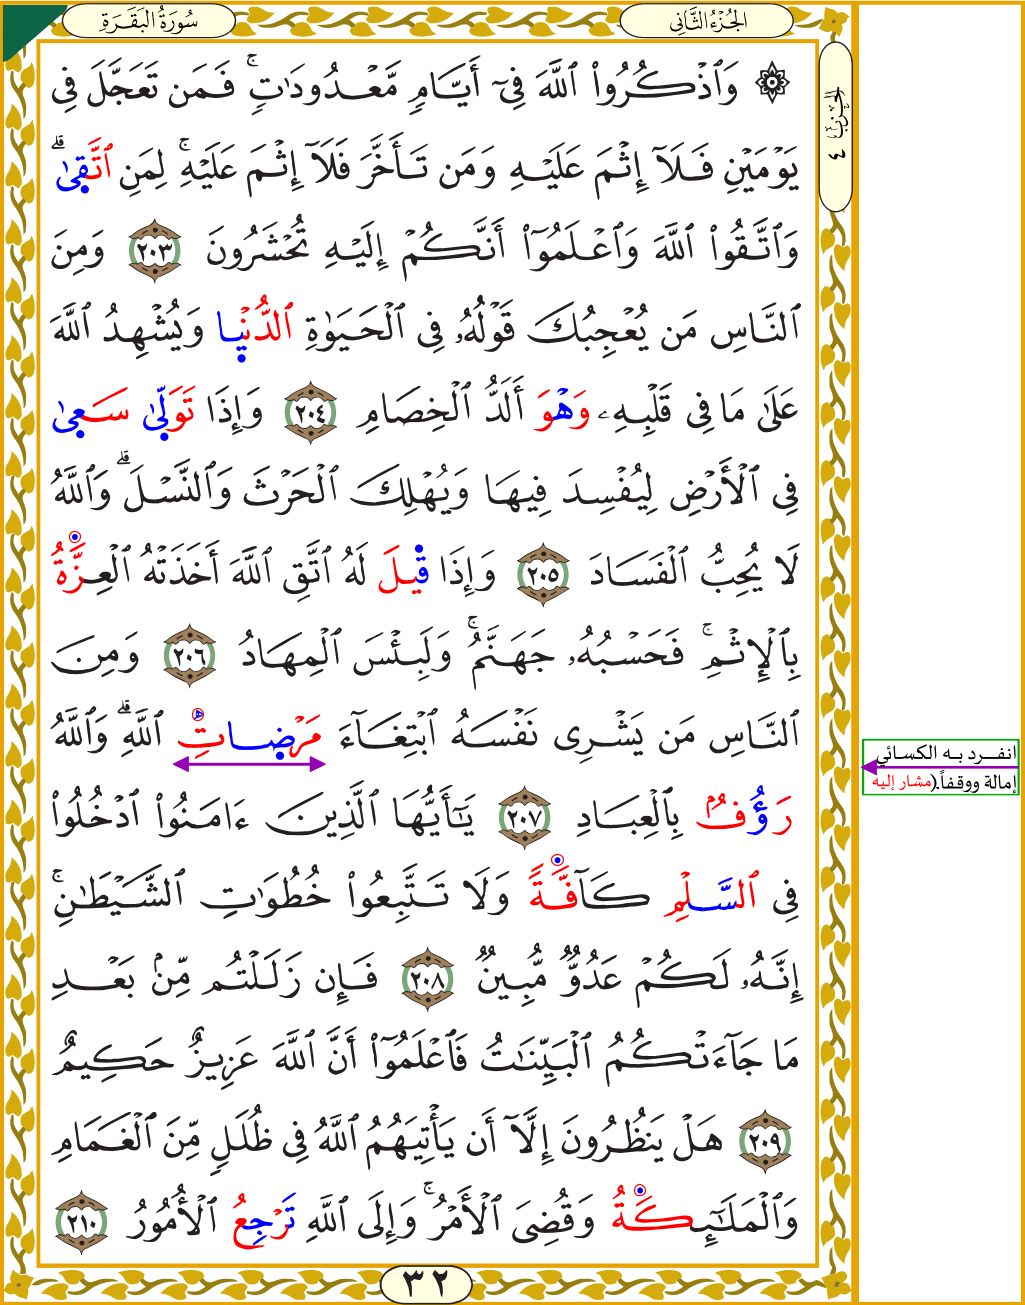 سُورَةُ البَقَرَةِ
الجُزْءُ الثَّانِي
الحزب ٤
۞ وَٱذْكُرُوا۟ ٱللَّهَ فِىٓ أَيَّامٍ مَّعْدُودَٰتٍ ۚ فَمَن تَعَجَّلَ فِى
يَوْمَيْنِ فَلَآ إِثْمَ عَلَيْهِ وَمَن تَأَخَّرَ فَلَآ إِثْمَ عَلَيْهِ ۚ لِمَنِ ٱتَّقِىٰ ۗ
وَٱتَّقُوا۟ ٱللَّهَ وَٱعْلَمُوٓا۟ أَنَّكُمْ إِلَيْهِ تُحْشَرُونَ ٢٠٣ وَمِنَ
ٱلنَّاسِ مَن يُعْجِبُكَ قَوْلُهُۥ فِى ٱلْحَيَوٰةِ ٱلدُّنْيا وَيُشْهِدُ ٱللَّهَ
عَلَىٰ مَا فِى قَلْبِهِۦ وَهْوَ أَلَدُّ ٱلْخِصَامِ ٢٠٤ وَإِذَا تَوَلِّىٰ سَعِىٰ
فِى ٱلْأَرْضِ لِيُفْسِدَ فِيهَا وَيُهْلِكَ ٱلْحَرْثَ وَٱلنَّسْلَ ۗ وَٱللَّهُ
لَا يُحِبُّ ٱلْفَسَادَ ٢٠٥ وَإِذَا قِيلَ لَهُ ٱتَّقِ ٱللَّهَ أَخَذَتْهُ ٱلْعِزَّةُ
بِٱلْإِثْمِ ۚ فَحَسْبُهُۥ جَهَنَّمُ ۚ وَلَبِئْسَ ٱلْمِهَادُ ٢٠٦ وَمِنَ
ٱلنَّاسِ مَن يَشْرِى نَفْسَهُ ٱبْتِغَآءَ مَرْضِاتِ ٱللَّهِ ۗ وَٱللَّهُ
رَؤُفٌۢ بِٱلْعِبَادِ ٢٠٧ يَٰٓأَيُّهَا ٱلَّذِينَ ءَامَنُوا۟ ٱدْخُلُوا۟
فِى ٱلسَّلْمِ كَآفَّةً وَلَا تَتَّبِعُوا۟ خُطُوَٰتِ ٱلشَّيْطَٰنِ ۚ
إِنَّهُۥ لَكُمْ عَدُوٌّ مُّبِينٌ ٢٠٨ فَإِن زَلَلْتُم مِّنۢ بَعْدِ
مَا جَآءَتْكُمُ ٱلْبَيِّنَٰتُ فَٱعْلَمُوٓا۟ أَنَّ ٱللَّهَ عَزِيزٌ حَكِيمٌ
٢٠٩ هَلْ يَنظُرُونَ إِلَّآ أَن يَأْتِيَهُمُ ٱللَّهُ فِى ظُلَلٍ مِّنَ ٱلْغَمَامِ
وَٱلْمَلَٰٓئِكَةُ وَقُضِىَ ٱلْأَمْرُ ۚ وَإِلَى ٱللَّهِ تَرْجِعُ ٱلْأُمُورُ ٢١٠
انفرد به الكسائي
إمالة ووقفاً.(مشار إليه
٣٢